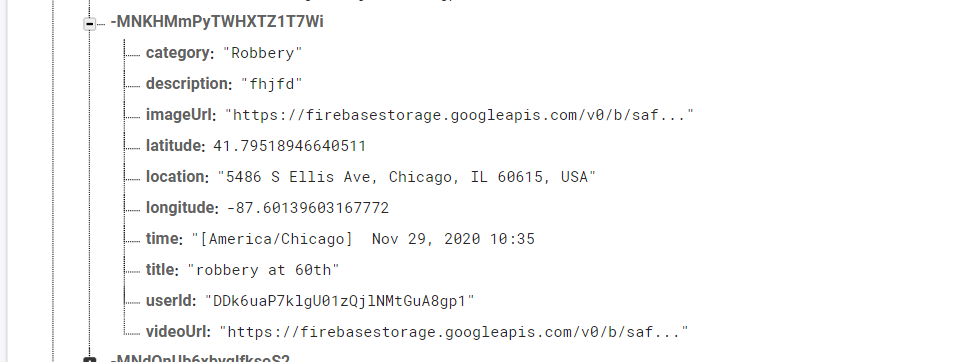 -MNKHMmPyTWHXTZ1T7Wi
category: "Robbery"
description: "fhjfd"
imageUrl: "https://firebasestorage.googleapis.com/v0/b/saf..."
latitude: 41.79518946640511
location: "5486 S Ellis Ave, Chicago, IL 60615, USA"
longitude: -87.60139603167772
time: "[America/Chicago]  Nov 29, 2020 10:35
title: "robbery at 60th"
userId: "DDk6uaP7klgU01zQjlNMtGuA8gp1"
videoUrl: "https://firebasestorage.googleapis.com/v0/b/saf..."